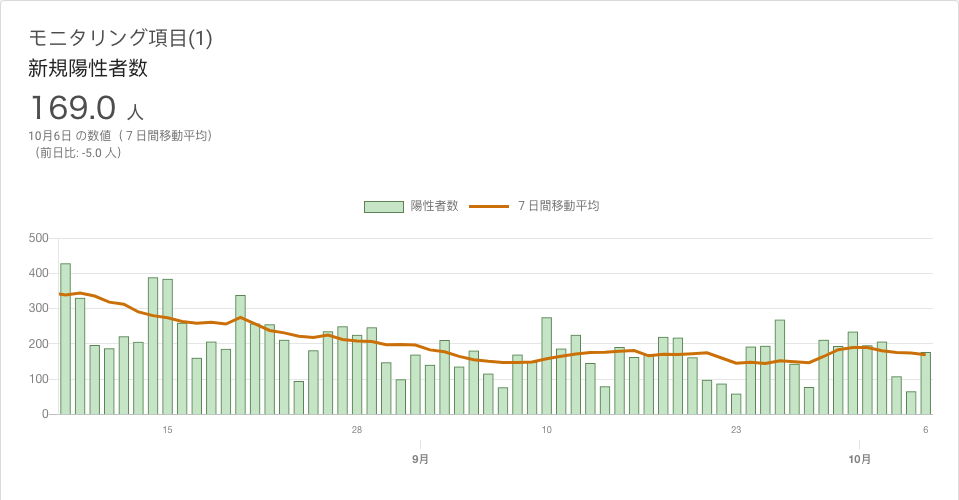 モニタリング項目(1)
新規陽性者数
169.0 人
10月6日 の数値（７日間移動平均）
（前日比: -5.0 人）
陽性者数 ７日間移動平均
500
400
300
200
100
0
15 28 10 23 6
9月 10月